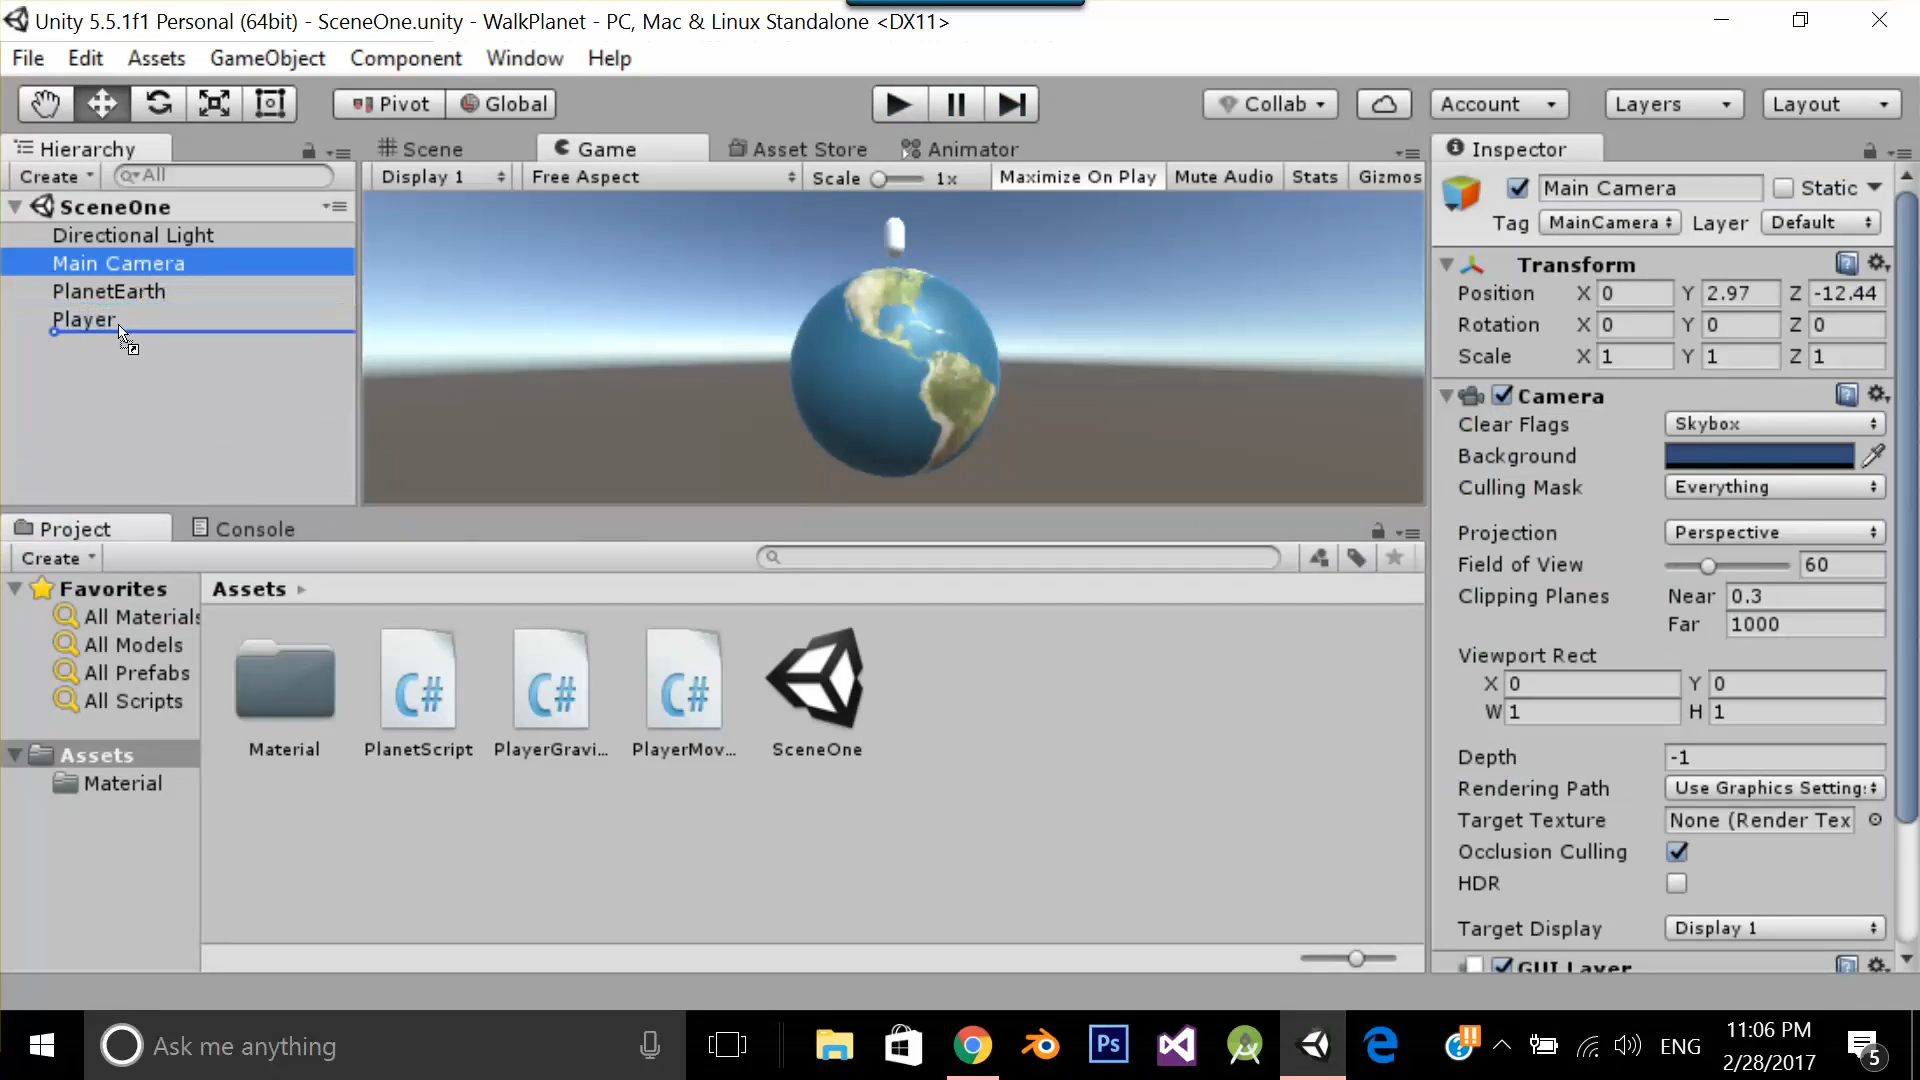 Unity 5.5.1f1 Personal (64bit) - SceneOne.unity - WalkPlanet - PC, Mac & Linux Standalone <DX11>
File Edit Assets GameObject Component Window Help
Pivot Global Collab Account Layers Layout
Hierarchy
Create All
SceneOne
Directional Light
Main Camera
PlanetEarth
Player
Scene Game Asset Store Animator
Display 1 Free Aspect Scale 1x Maximize On Play Mute Audio Stats Gizmos
Inspector
Main Camera Static
Tag MainCamera Layer Default
Transform
Position X 0 Y 2.97 Z -12.44
Rotation X 0 Y 0 Z 0
Scale X 1 Y 1 Z 1
Camera
Clear Flags Skybox
Background
Culling Mask Everything
Projection Perspective
Field of View 60
Clipping Planes Near 0.3
Far 1000
Viewport Rect
X 0 Y 0
W 1 H 1
Depth -1
Rendering Path Use Graphics Setting
Target Texture None (Render Tex
Occlusion Culling
HDR
Target Display Display 1
GUI Layer
Project Console
Create
Favorites
All Materials
All Models
All Prefabs
All Scripts
Assets
Material
Assets
Material PlanetScript PlayerGravi... PlayerMov... SceneOne
C# C# C#
Ask me anything
Ps
ENG
11:06 PM
2/28/2017
5